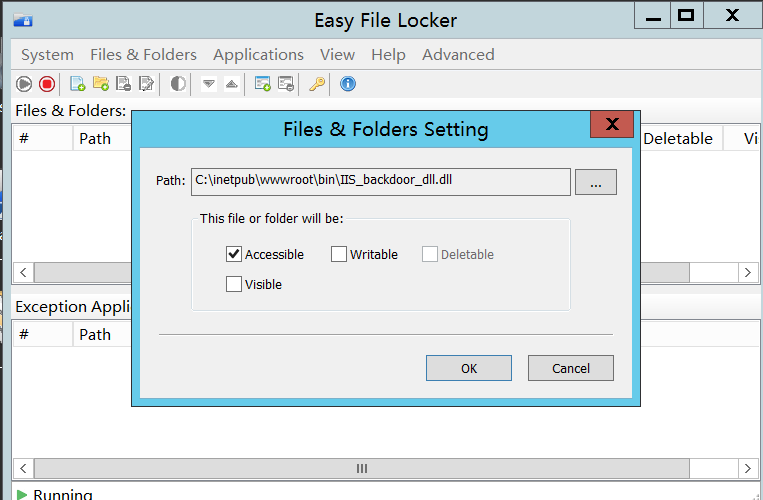 Easy File Locker
System Files & Folders Applications View Help Advanced
Files & Folders:
# Path Deletable Vi
Files & Folders Setting
Path: C:\inetpub\wwwroot\bin\IIS_backdoor_dll.dll ...
This file or folder will be:
Accessible Writable Deletable
Visible
Exception Appli
# Path
OK Cancel
Running